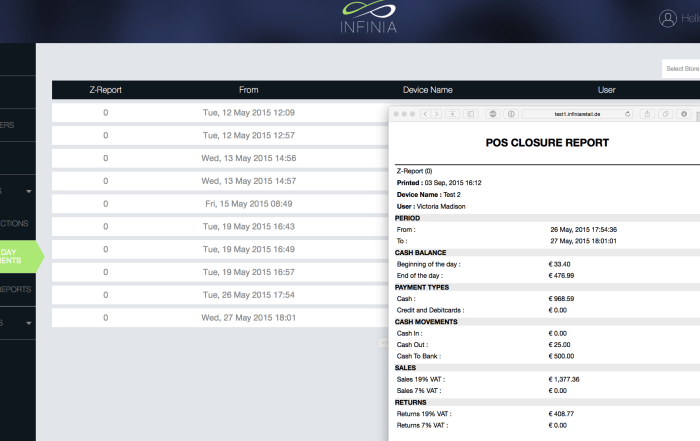 INFINIA
Hello
Select Store
Z-Report From Device Name User
0 Tue, 12 May 2015 12:09
0 Tue, 12 May 2015 12:57
0 Wed, 13 May 2015 14:56
0 Wed, 13 May 2015 14:57
0 Fri, 15 May 2015 08:49
0 Tue, 19 May 2015 16:43
0 Tue, 19 May 2015 16:49
0 Tue, 19 May 2015 16:57
0 Tue, 26 May 2015 17:54
0 Wed, 27 May 2015 18:01
ERS
S
CTIONS
DAY
MENTS
REPORTS
S
test1.infiniaretail.de
POS CLOSURE REPORT
Z-Report (0)
Printed : 03 Sep, 2015 16:12
Device Name : Test 2
User : Victoria Madison
PERIOD
From : 26 May, 2015 17:54:36
To : 27 May, 2015 18:01:01
CASH BALANCE
Beginning of the day : € 33.40
End of the day : € 476.99
PAYMENT TYPES
Cash : € 968.59
Credit and Debitcards : € 0.00
CASH MOVEMENTS
Cash In : € 0.00
Cash Out : € 25.00
Cash To Bank : € 500.00
SALES
Sales 19% VAT : € 1,377.36
Sales 7% VAT : € 0.00
RETURNS
Returns 19% VAT : € 408.77
Returns 7% VAT : € 0.00